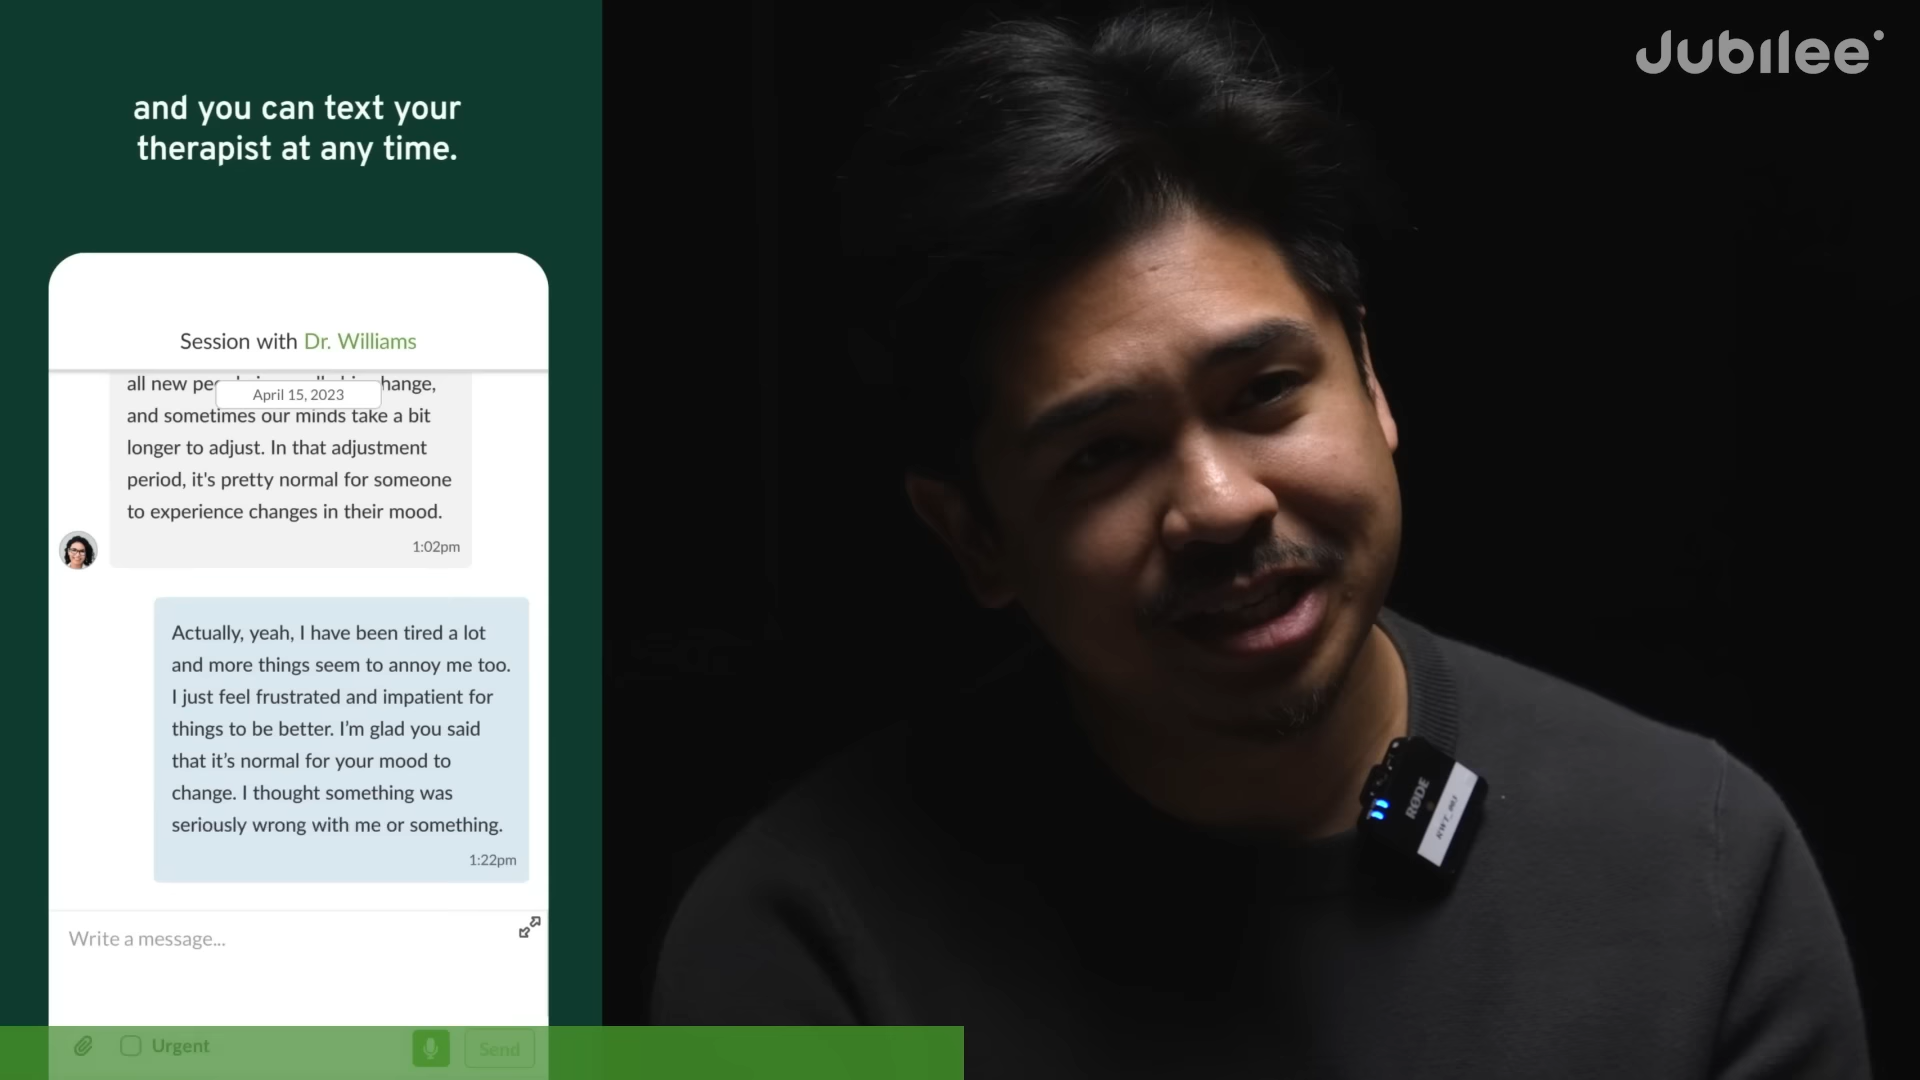 and you can text your
therapist at any time.
Jubilee
Session with Dr. Williams
all new hange,
April 15, 2023
and sometimes our minds take a bit
longer to adjust. In that adjustment
period, it's pretty normal for someone
to experience changes in their mood.
1:02pm
Actually, yeah, I have been tired a lot
and more things seem to annoy me too.
I just feel frustrated and impatient for
things to be better. I’m glad you said
that it’s normal for your mood to
change. I thought something was
seriously wrong with me or something.
1:22pm
Write a message...
Urgent
Send
RØDE